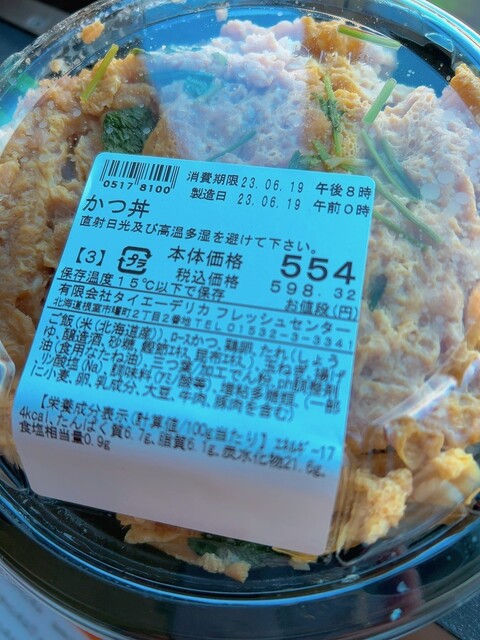 消費期限23.06.19 午後8時
製造日 23.06.19 午前0時
0517 8100
かつ丼
直射日光及び高温多湿を避けて下さい。
【3】 プラ 本体価格 554
税込価格 598.32
保存温度15℃以下で保存 お値段(円)
有限会社タイエーデリカ フレッシュセンター
北海道根室市曙町2丁目2番地TEL01532-3-3341
ご飯(米(北海道産))、ロースかつ、鶏卵、たれ(しょう
ゆ、醸造酒、砂糖、鰹節エキス、昆布エキス)、玉ねぎ、揚げ
油(食用なたね油)、三つ葉/加工でん粉、pH調整剤
、リン酸塩(Na)、調味料(アミノ酸等)、増粘多糖類、(一部
に小麦、卵、乳成分、大豆、牛肉、豚肉を含む)
【栄養成分表示(計算値/100g当たり)】エネルギー17
4kcal、たんぱく質6.7g、脂質6.1g、炭水化物21.6g、
食塩相当量0.9g